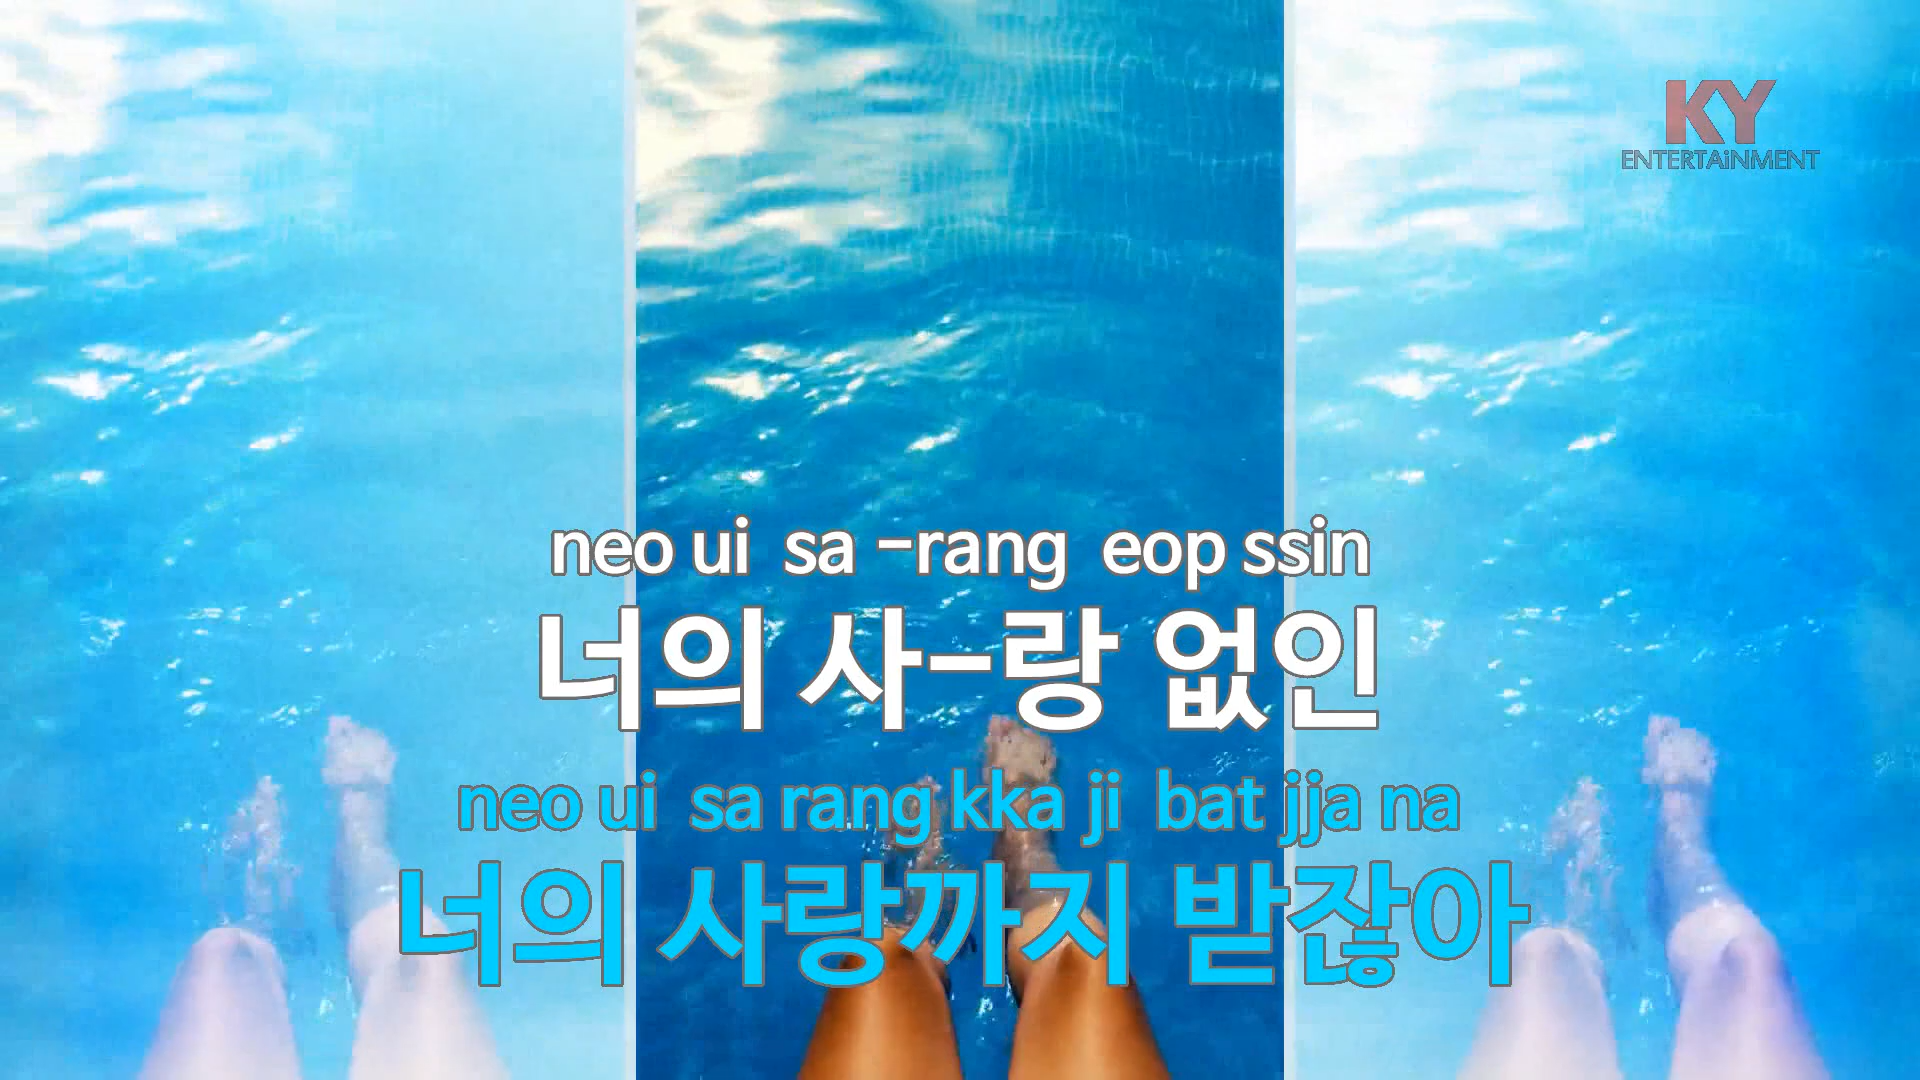 KY
ENTERTAiNMENT
neo ui sa -rang eop ssin
너의 사-랑 없인
neo ui sa rang kka ji bat jja na
너의 사랑까지 받잖아